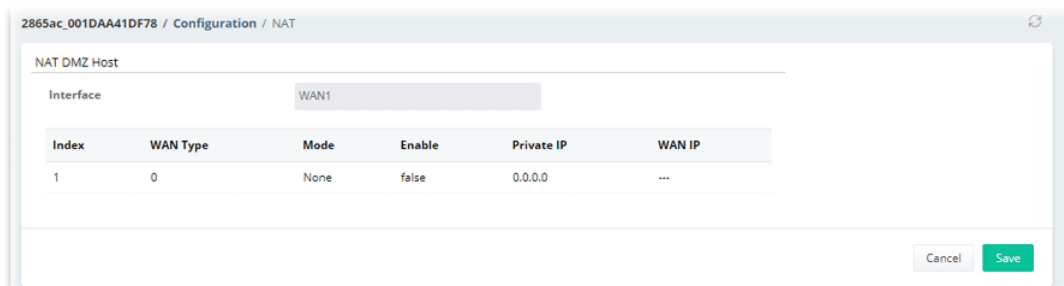 2865ac_001DAA41DF78 / Configuration / NAT
NAT DMZ Host
Interface WAN1
Index WAN Type Mode Enable Private IP WAN IP
1 0 None false 0.0.0.0 ---
Cancel Save